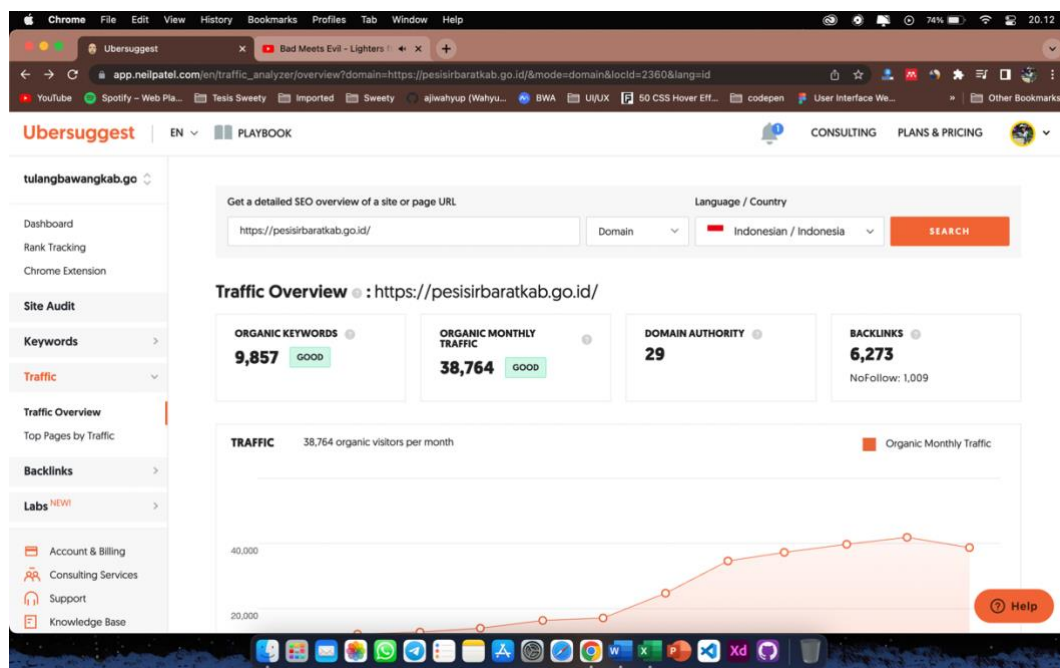 Chrome File Edit View History Bookmarks Profiles Tab Window Help 74% 20.12
Ubersuggest Bad Meets Evil - Lighters
app.neilpatel.com/en/traffic_analyzer/overview?domain=https://pesisirbaratkab.go.id/&mode=domain&locId=2360&lang=id
YouTube Spotify – Web Pla... Tesis Sweety Imported Sweety ajiwahyup (Wahyu... BWA UI/UX 50 CSS Hover Eff... codepen User Interface We... » Other Bookmarks
Ubersuggest EN PLAYBOOK 1 CONSULTING PLANS & PRICING
tulangbawangkab.go
Get a detailed SEO overview of a site or page URL Language / Country
https://pesisirbaratkab.go.id/ Domain Indonesian / Indonesia SEARCH
Dashboard
Rank Tracking
Chrome Extension
Site Audit
Keywords
Traffic
Traffic Overview
Top Pages by Traffic
Backlinks
Labs NEW!
Account & Billing
Consulting Services
Support
Knowledge Base
Traffic Overview : https://pesisirbaratkab.go.id/
ORGANIC KEYWORDS
9,857 GOOD
ORGANIC MONTHLY
TRAFFIC
38,764 GOOD
DOMAIN AUTHORITY
29
BACKLINKS
6,273
NoFollow: 1,009
TRAFFIC 38,764 organic visitors per month Organic Monthly Traffic
40,000
20,000
? Help
W X P Xd